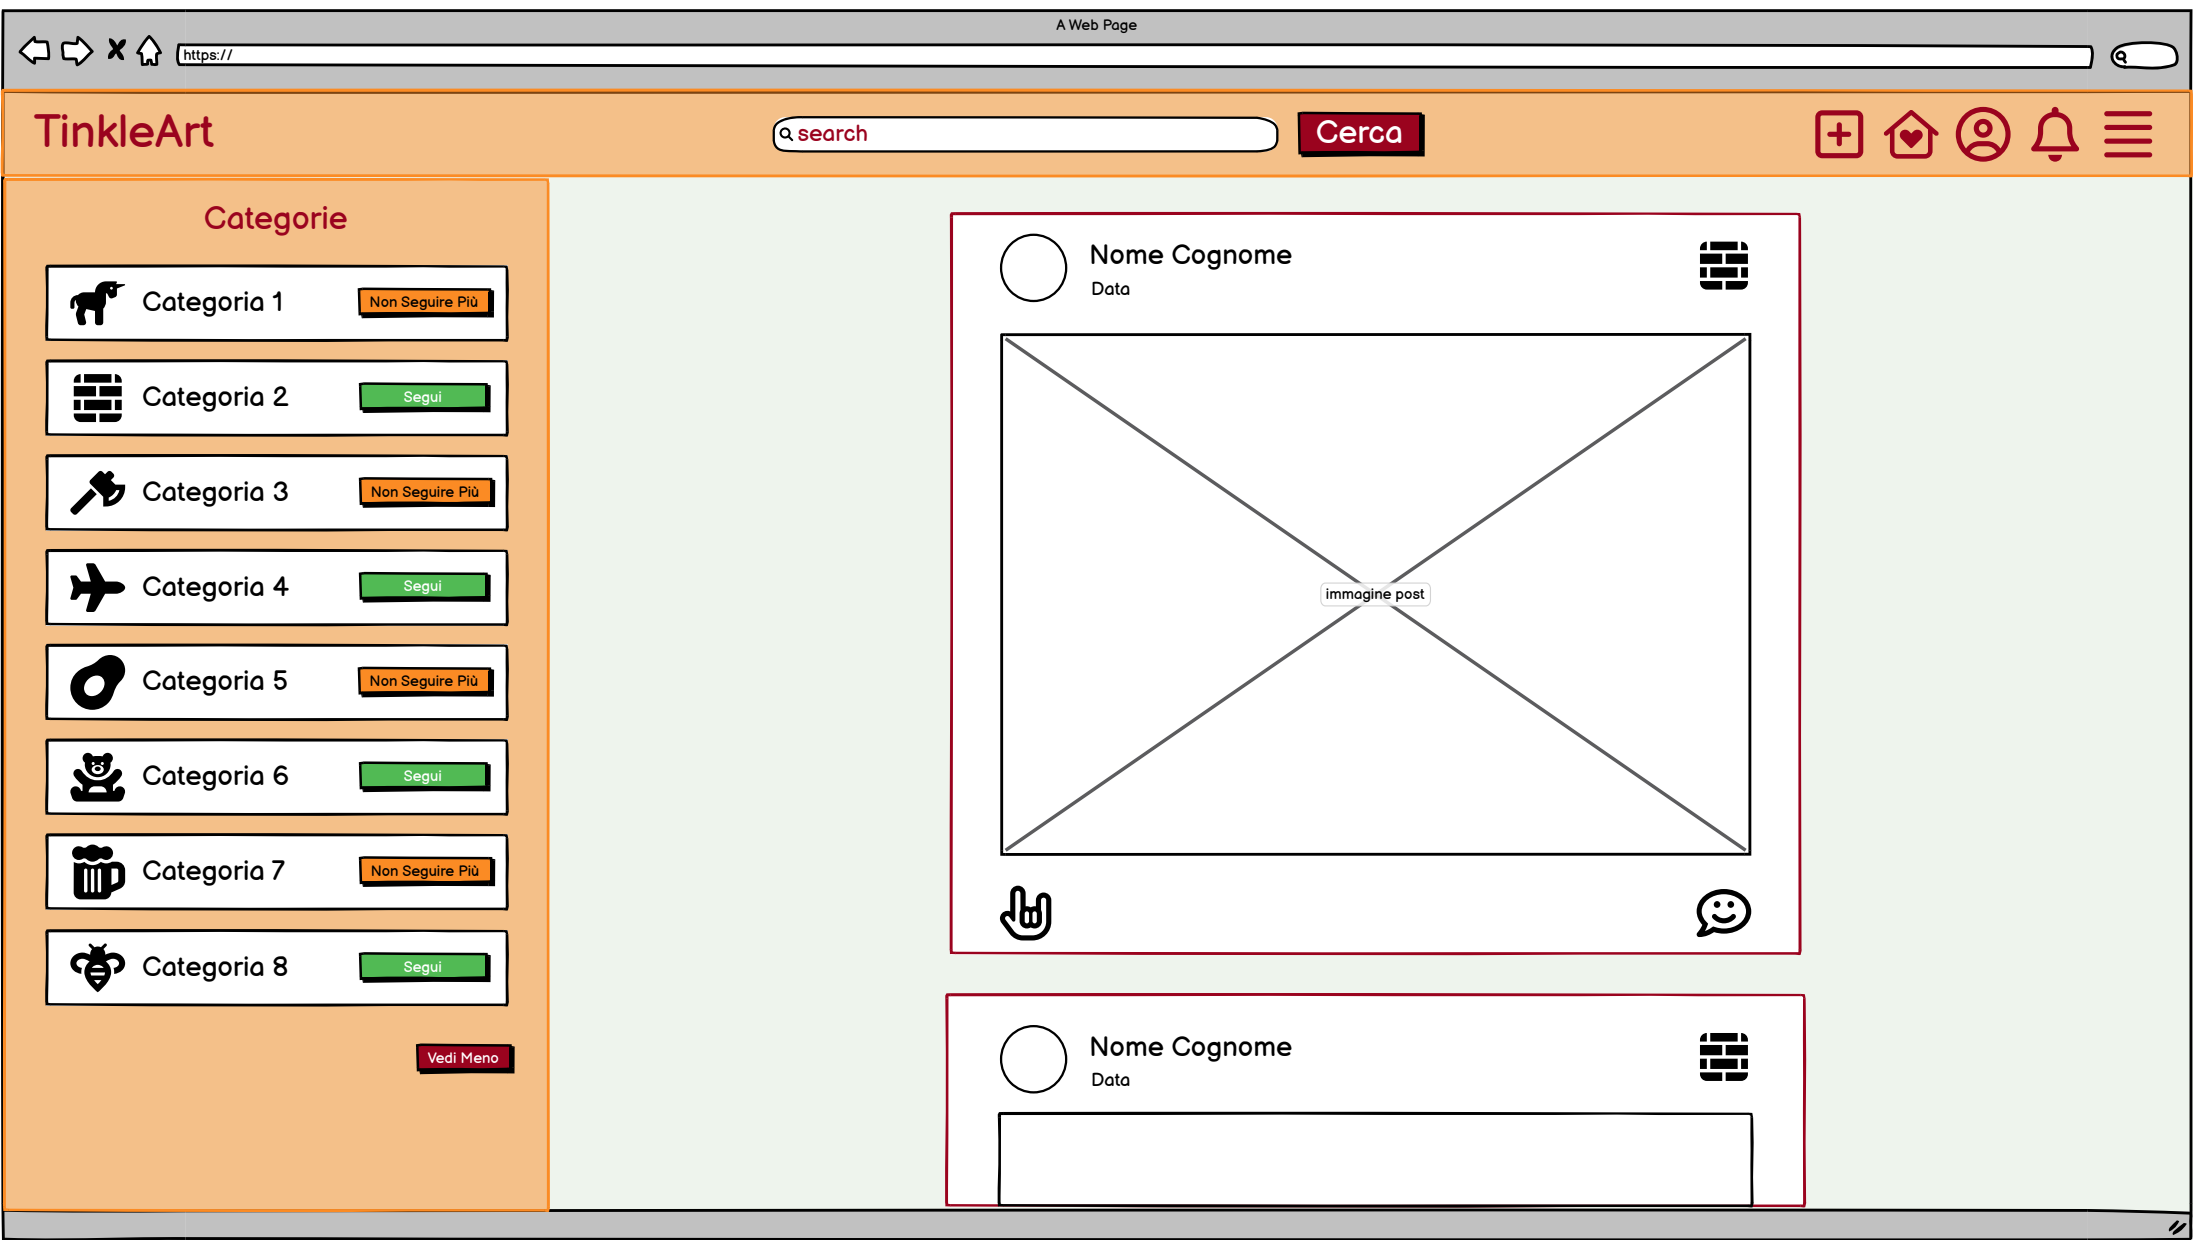 A Web Page
https://
TinkleArt
search
Cerca
Categorie
Categoria 1
Non Seguire Più
Categoria 2
Segui
Categoria 3
Non Seguire Più
Categoria 4
Segui
Categoria 5
Non Seguire Più
Categoria 6
Segui
Categoria 7
Non Seguire Più
Categoria 8
Segui
Vedi Meno
Nome Cognome
Data
immagine post
Nome Cognome
Data